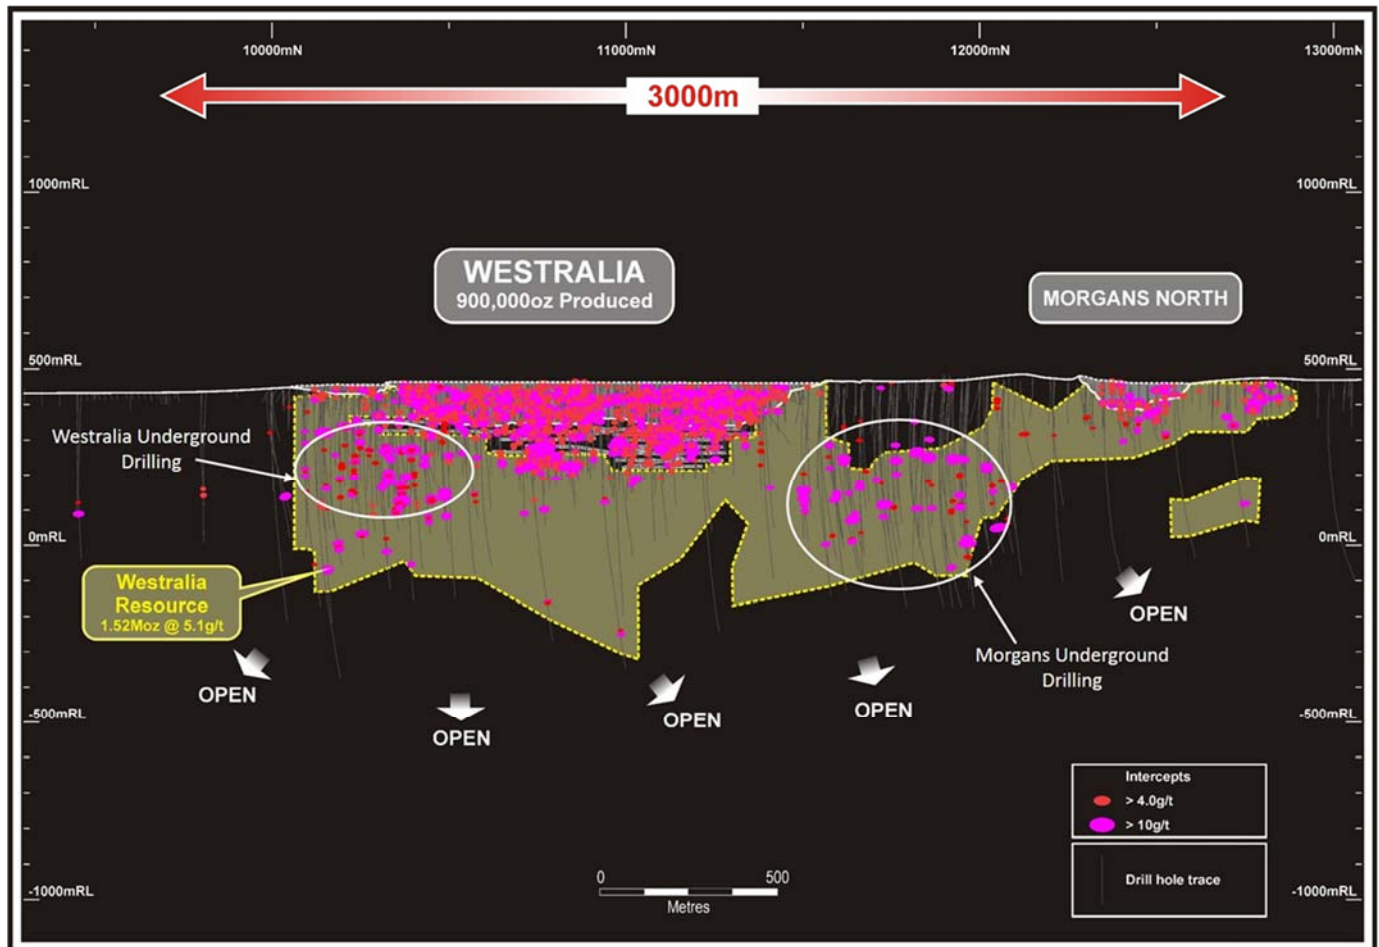 10000mN
11000mN
12000mN
13000mN
3000m
1000mRL
1000mRL
WESTRALIA
900,000oz Produced
MORGANS NORTH
500mRL
500mRL
Westralia Underground
Drilling
0mRL
0mRL
Westralia
Resource
1.52Moz @ 5.1g/t
OPEN
Morgans Underground
Drilling
OPEN
OPEN
OPEN
OPEN
-500mRL
-500mRL
Intercepts
> 4.0g/t
> 10g/t
Drill hole trace
0 500
Metres
-1000mRL
-1000mRL